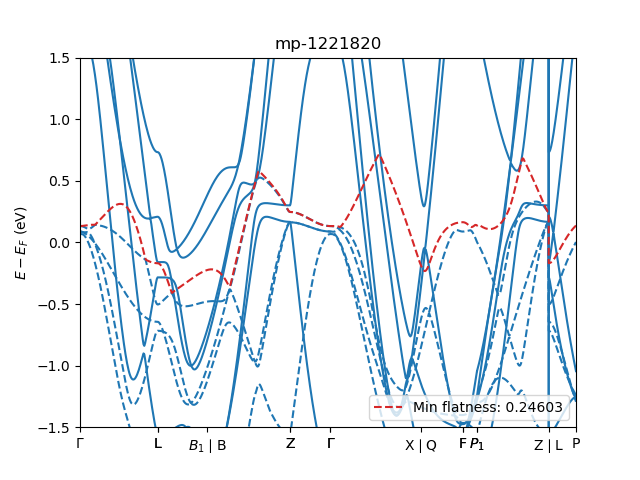 mp-1221820
1.5
1.0
0.5
0.0
−0.5
−1.0
−1.5
E − E_F (eV)
Min flatness: 0.24603
Γ L B₁ | B Z Γ X | Q F P₁ Z | L P